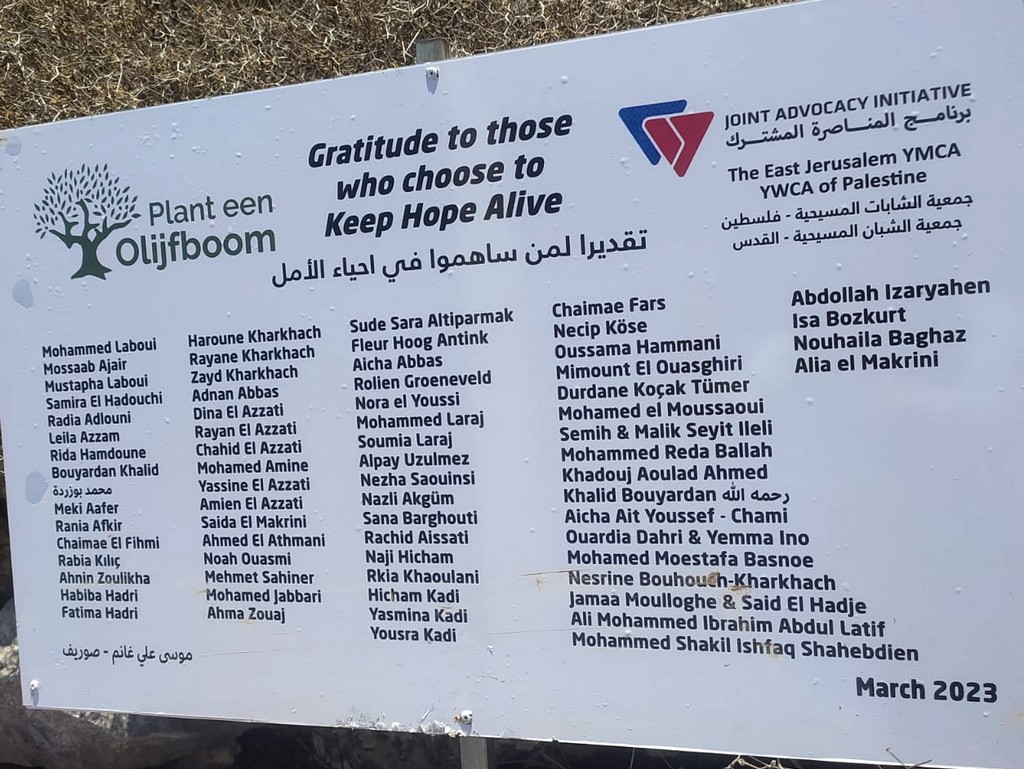 Plant een
Olijfboom
Gratitude to those
who choose to
Keep Hope Alive
تقديرا لمن ساهموا في احياء الأمل
JOINT ADVOCACY INITIATIVE
برنامـج المنـاصرة المشتـرك
The East Jerusalem YMCA
YWCA of Palestine
جمعية الشابات المسيحية - فلسطين
جمعية الشبان المسيحية - القدس
Mohammed Laboui
Mossaab Ajair
Mustapha Laboui
Samira El Hadouchi
Radia Adlouni
Leila Azzam
Rida Hamdoune
Bouyardan Khalid
محمد بوزردة
Meki Aafer
Rania Afkir
Chaimae El Fihmi
Rabia Kılıç
Ahnin Zoulikha
Habiba Hadri
Fatima Hadri
Haroune Kharkhach
Rayane Kharkhach
Zayd Kharkhach
Adnan Abbas
Dina El Azzati
Rayan El Azzati
Chahid El Azzati
Mohamed Amine
Yassine El Azzati
Amien El Azzati
Saida El Makrini
Ahmed El Athmani
Noah Ouasmi
Mehmet Sahiner
Mohamed Jabbari
Ahma Zouaj
Sude Sara Altiparmak
Fleur Hoog Antink
Aicha Abbas
Rolien Groeneveld
Nora el Youssi
Mohammed Laraj
Soumia Laraj
Alpay Uzulmez
Nezha Saouinsi
Nazli Akgüm
Sana Barghouti
Rachid Aissati
Naji Hicham
Rkia Khaoulani
Hicham Kadi
Yasmina Kadi
Yousra Kadi
Chaimae Fars
Necip Köse
Oussama Hammani
Mimount El Ouasghiri
Durdane Koçak Tümer
Mohamed el Moussaoui
Semih & Malik Seyit Ileli
Mohammed Reda Ballah
Khadouj Aoulad Ahmed
Khalid Bouyardan رحمه الله
Aicha Ait Youssef - Chami
Ouardia Dahri & Yemma Ino
Mohamed Moestafa Basnoe
Nesrine Bouhouch-Kharkhach
Jamaa Moulloghe & Said El Hadje
Ali Mohammed Ibrahim Abdul Latif
Mohammed Shakil Ishfaq Shahebdien
Abdollah Izaryahen
Isa Bozkurt
Nouhaila Baghaz
Alia el Makrini
موسى علي غانم - صوريف
March 2023